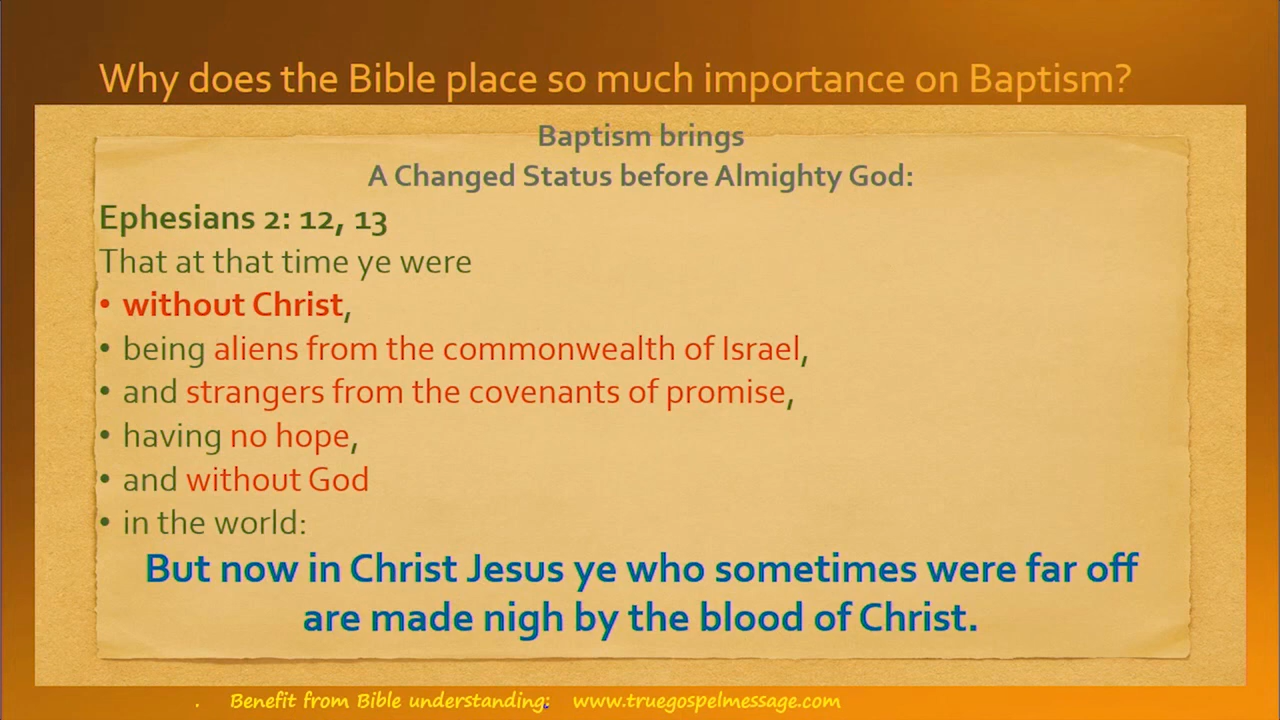 Why does the Bible place so much importance on Baptism?
Baptism brings
A Changed Status before Almighty God:
Ephesians 2: 12, 13
That at that time ye were
• without Christ,
• being aliens from the commonwealth of Israel,
• and strangers from the covenants of promise,
• having no hope,
• and without God
• in the world:
But now in Christ Jesus ye who sometimes were far off
are made nigh by the blood of Christ.
. Benefit from Bible understanding: www.truegospelmessage.com